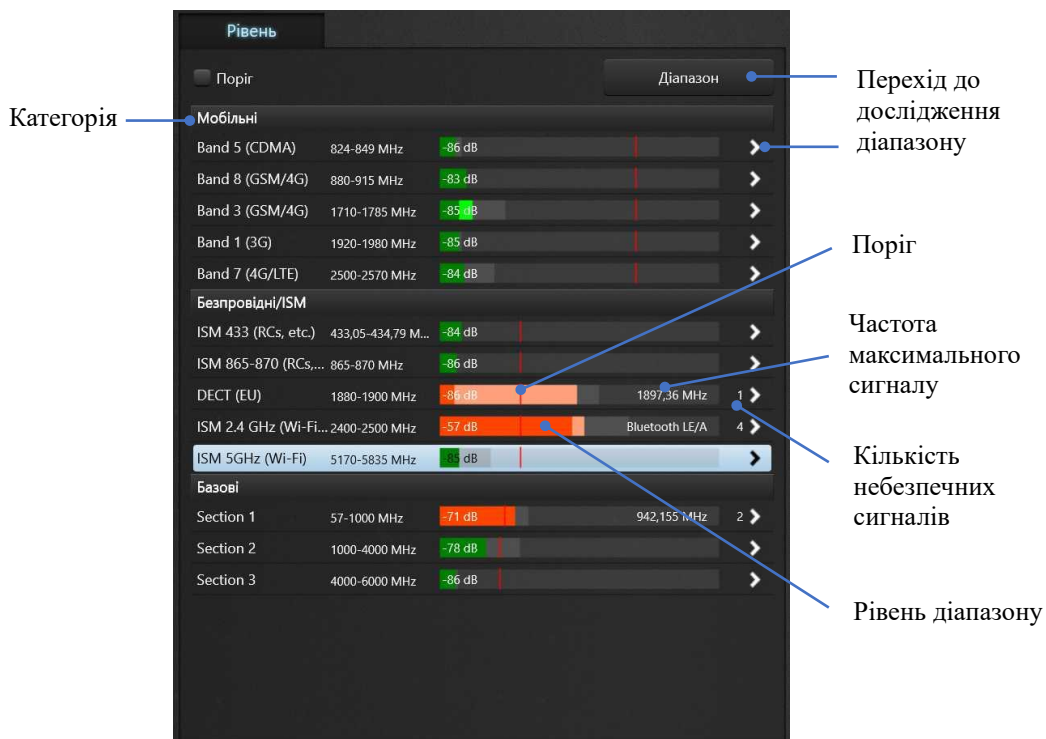 Рівень
Поріг
Діапазон
Перехід до
дослідження
діапазону
Категорія
Мобільні
Band 5 (CDMA) 824-849 MHz -86 dB
Band 8 (GSM/4G) 880-915 MHz -83 dB
Band 3 (GSM/4G) 1710-1785 MHz -85 dB
Band 1 (3G) 1920-1980 MHz -85 dB
Band 7 (4G/LTE) 2500-2570 MHz -84 dB
Поріг
Безпровідні/ISM
ISM 433 (RCs, etc.) 433,05-434,79 M... -84 dB
ISM 865-870 (RCs,... 865-870 MHz -86 dB
DECT (EU) 1880-1900 MHz -86 dB 1897,36 MHz 1
ISM 2.4 GHz (Wi-Fi... 2400-2500 MHz -57 dB Bluetooth LE/A 4
ISM 5GHz (Wi-Fi) 5170-5835 MHz -85 dB
Частота
максимального
сигналу
Базові
Section 1 57-1000 MHz -71 dB 942,155 MHz 2
Section 2 1000-4000 MHz -78 dB
Section 3 4000-6000 MHz -86 dB
Кількість
небезпечних
сигналів
Рівень діапазону